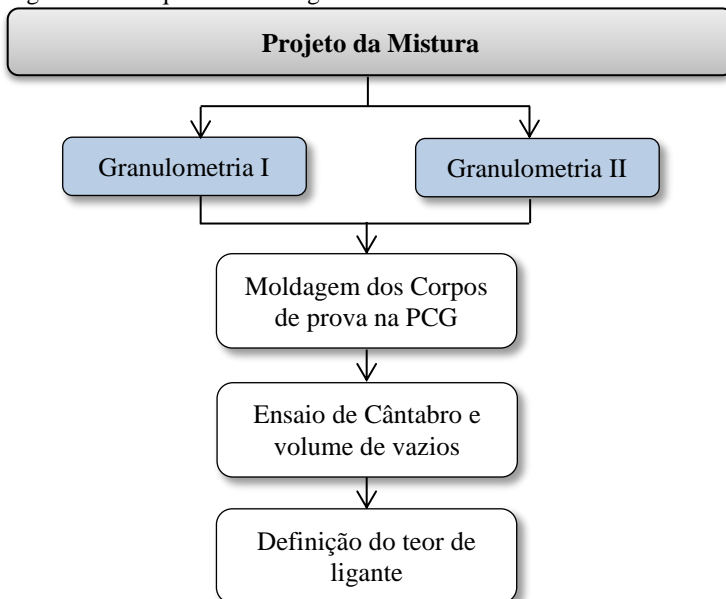 Projeto da Mistura
Granulometria I
Granulometria II
Moldagem dos Corpos
de prova na PCG
Ensaio de Cântabro e
volume de vazios
Definição do teor de
ligante